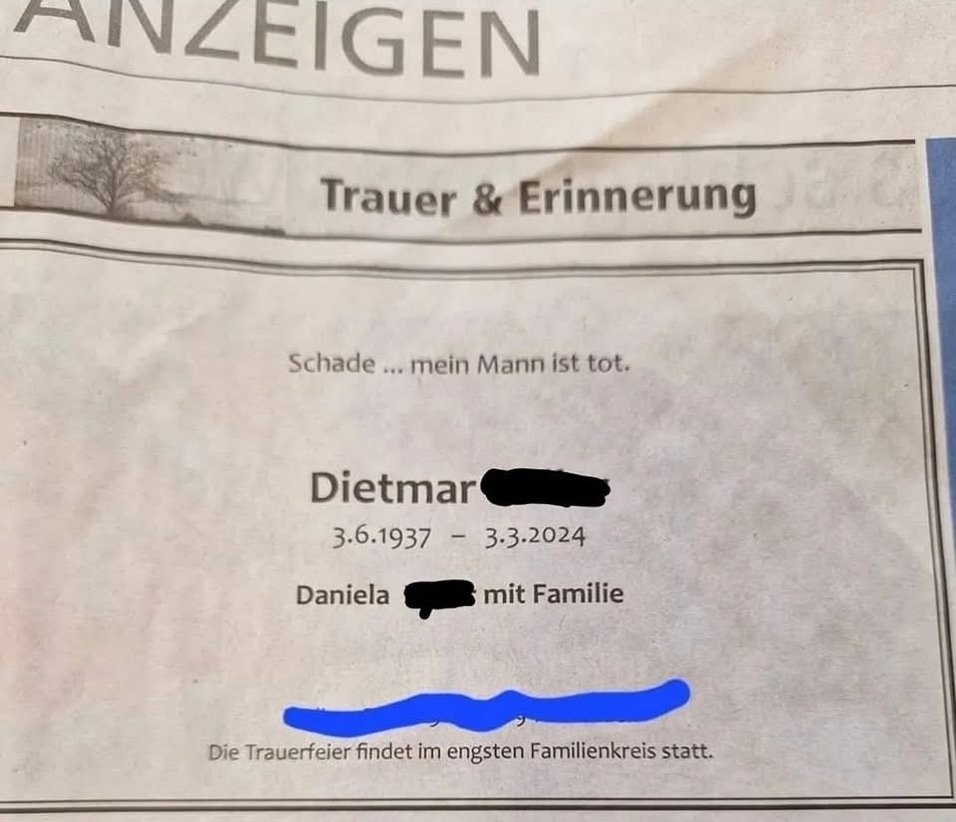 ANZEIGEN
Trauer & Erinnerung
Schade ... mein Mann ist tot.
Dietmar
3.6.1937 – 3.3.2024
Daniela mit Familie
Die Trauerfeier findet im engsten Familienkreis statt.